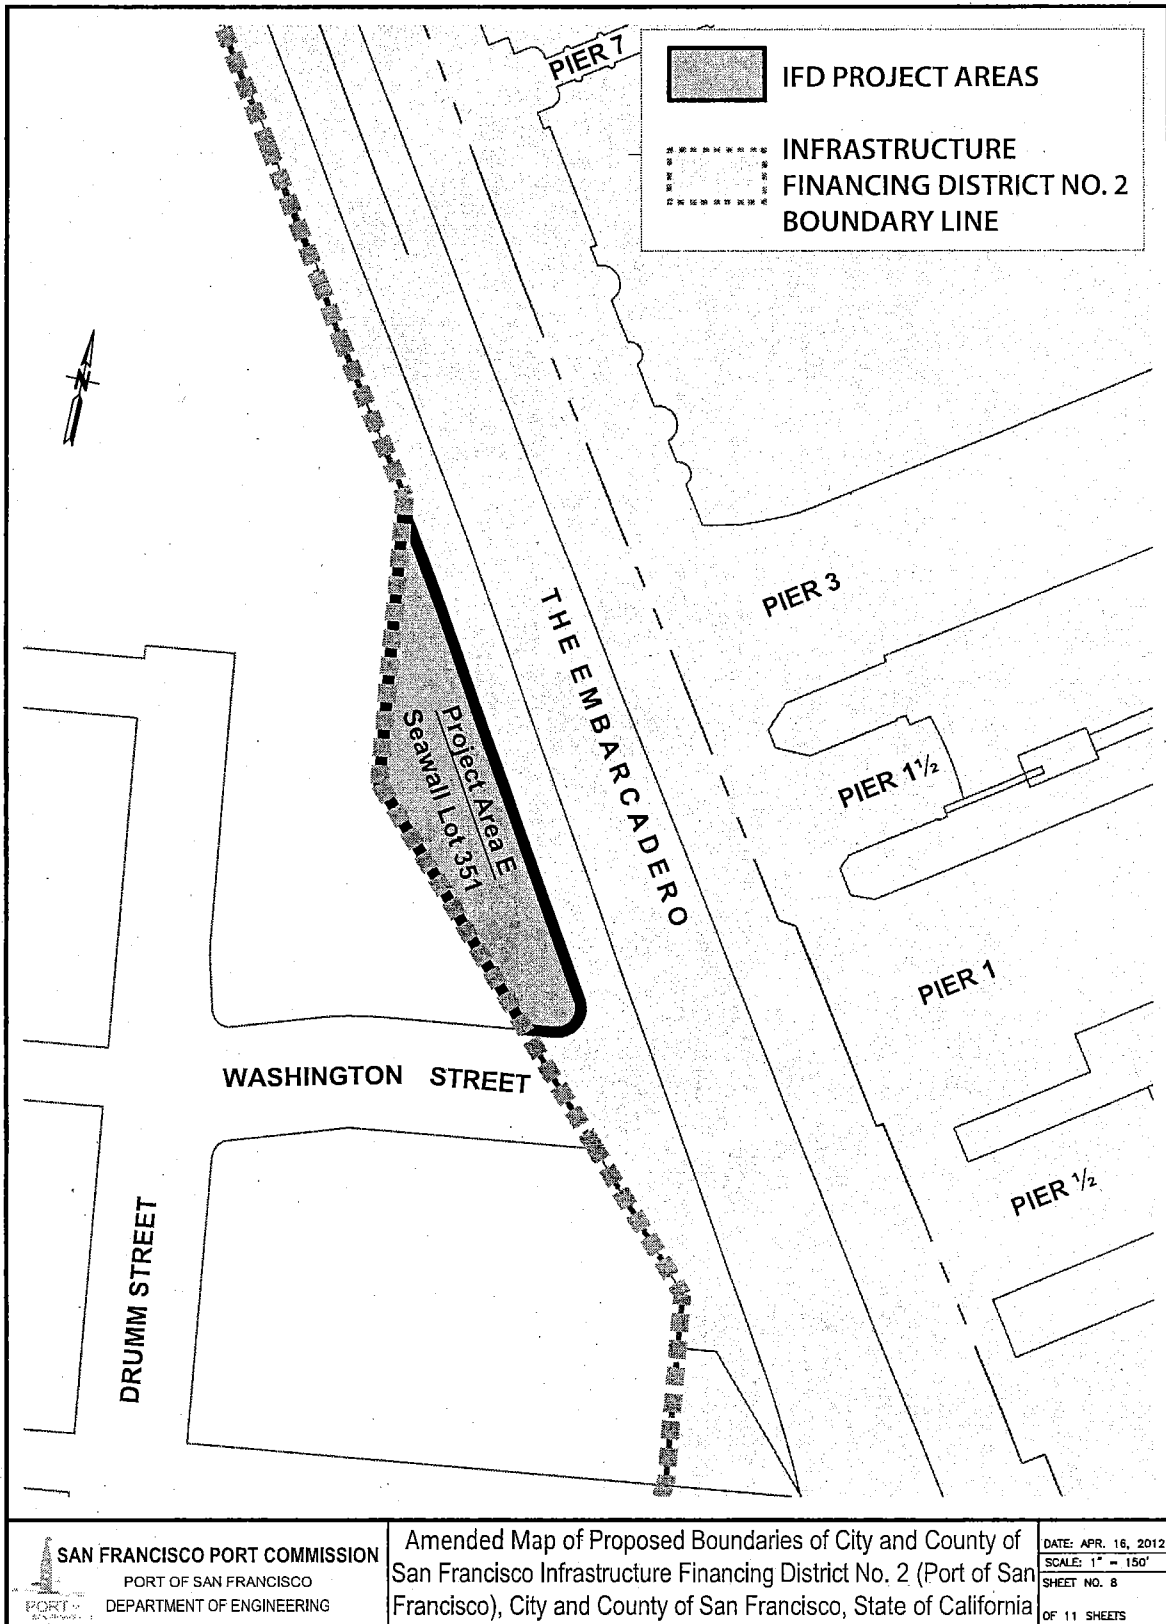 PIER 7
IFD PROJECT AREAS
INFRASTRUCTURE
FINANCING DISTRICT NO. 2
BOUNDARY LINE
N
THE EMBARCADERO
PIER 3
Project Area E
Seawall Lot 351
PIER 1½
PIER 1
WASHINGTON STREET
PIER ½
DRUMM STREET
SAN FRANCISCO PORT COMMISSION
PORT OF SAN FRANCISCO
DEPARTMENT OF ENGINEERING
PORT
Amended Map of Proposed Boundaries of City and County of
San Francisco Infrastructure Financing District No. 2 (Port of San
Francisco), City and County of San Francisco, State of California
DATE: APR. 16, 2012
SCALE: 1" = 150'
SHEET NO. 8
OF 11 SHEETS